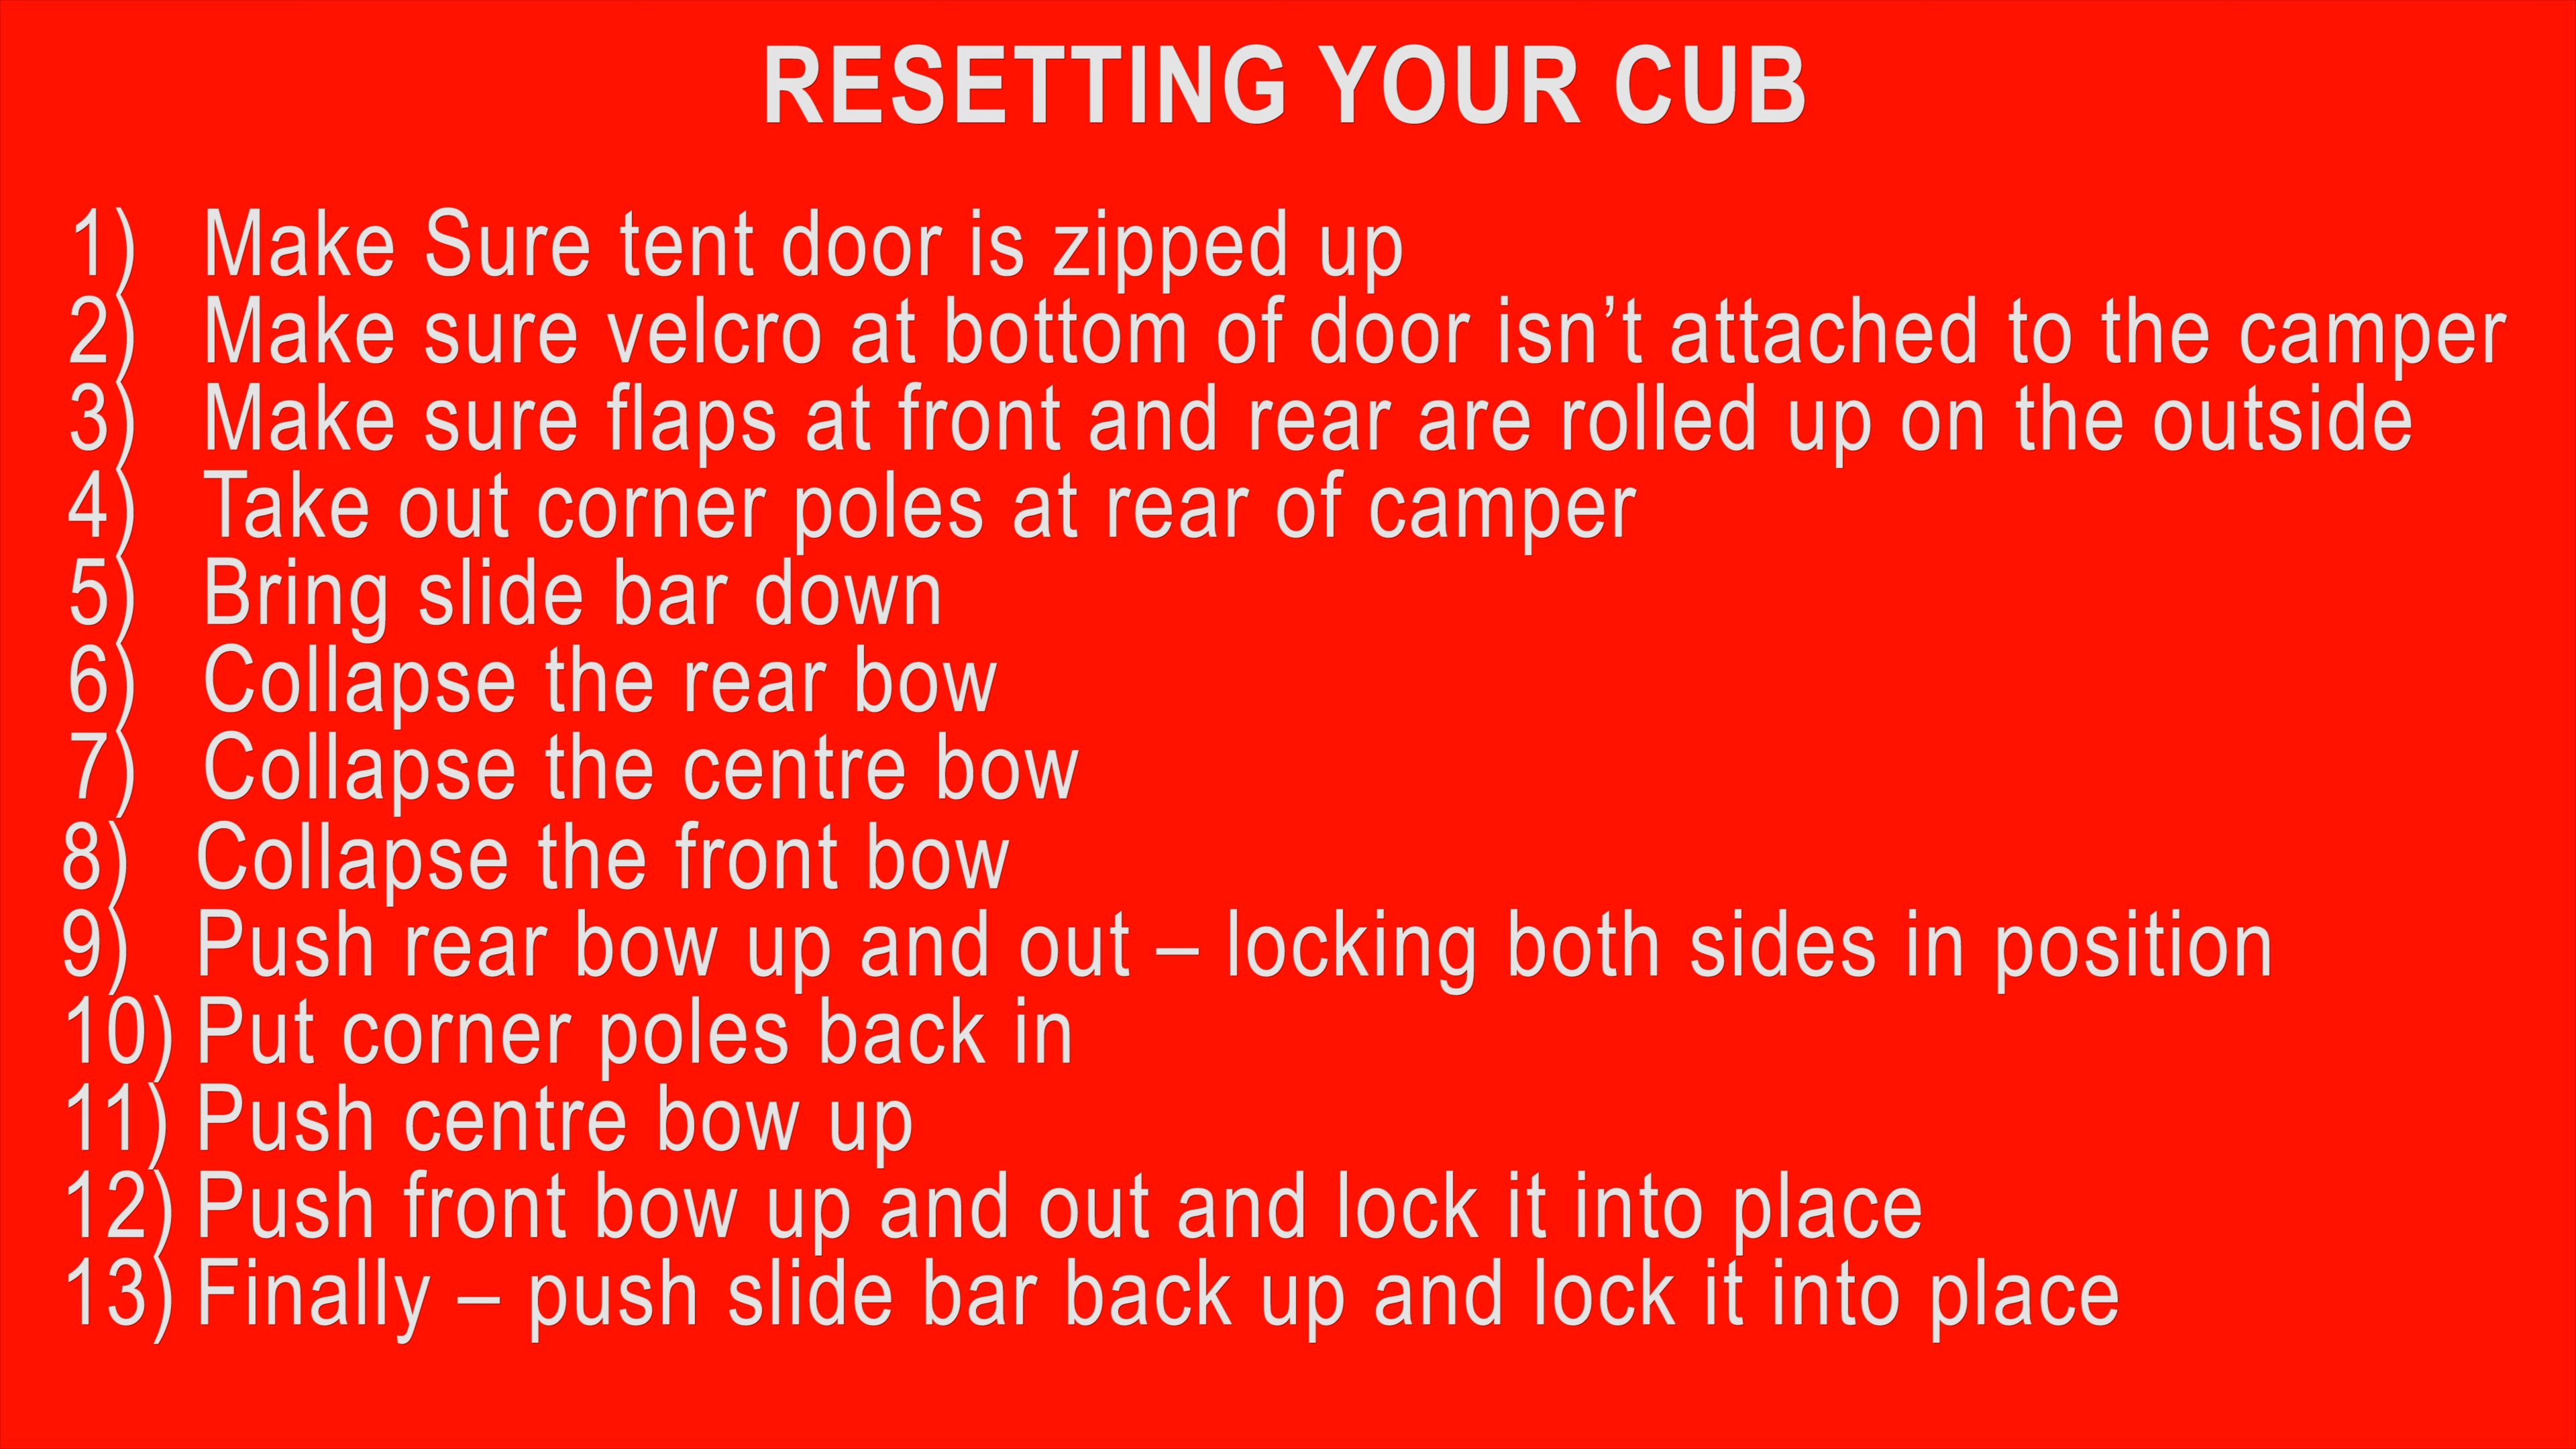 RESETTING YOUR CUB
1) Make Sure tent door is zipped up
2) Make sure velcro at bottom of door isn’t attached to the camper
3) Make sure flaps at front and rear are rolled up on the outside
4) Take out corner poles at rear of camper
5) Bring slide bar down
6) Collapse the rear bow
7) Collapse the centre bow
8) Collapse the front bow
9) Push rear bow up and out – locking both sides in position
10) Put corner poles back in
11) Push centre bow up
12) Push front bow up and out and lock it into place
13) Finally – push slide bar back up and lock it into place